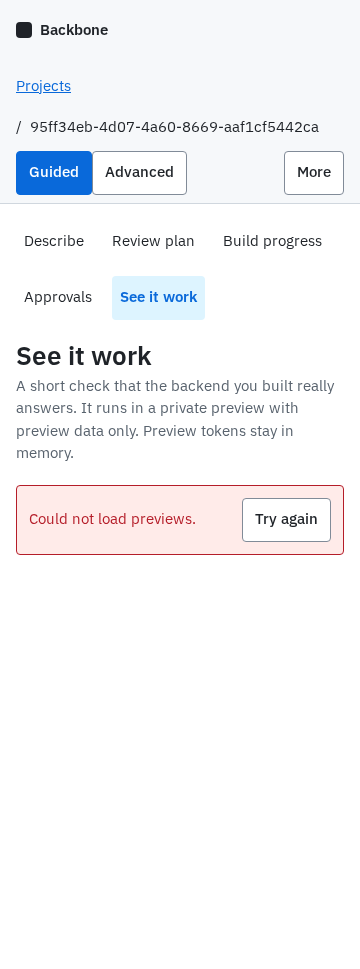 Backbone
Projects
/ 95ff34eb-4d07-4a60-8669-aaf1cf5442ca
Guided Advanced More
Describe Review plan Build progress
Approvals See it work
See it work
A short check that the backend you built really
answers. It runs in a private preview with
preview data only. Preview tokens stay in
memory.
Could not load previews. Try again